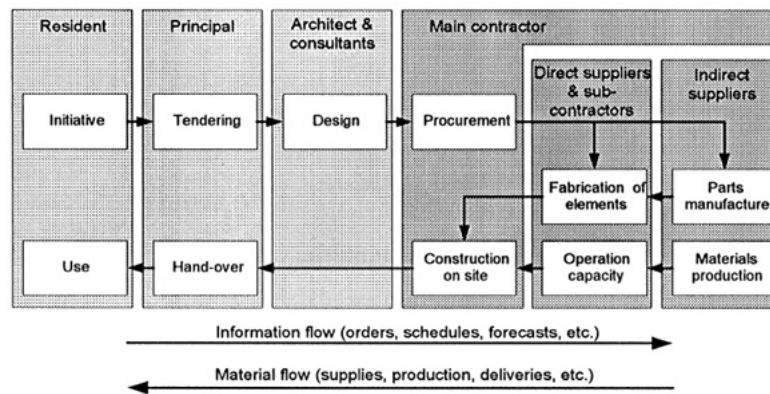 Resident
Principal
Architect &
consultants
Main contractor
Direct suppliers
& sub-
contractors
Indirect
suppliers
Initiative
Tendering
Design
Procurement
Fabrication of
elements
Parts
manufacture
Use
Hand-over
Construction
on site
Operation
capacity
Materials
production
Information flow (orders, schedules, forecasts, etc.)
Material flow (supplies, production, deliveries, etc.)